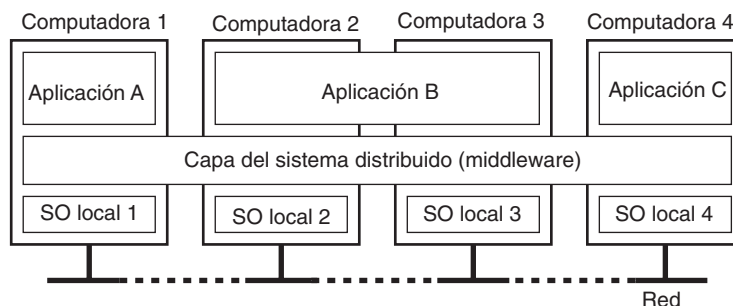 Computadora 1
Computadora 2
Computadora 3
Computadora 4
Aplicación A
Aplicación B
Aplicación C
Capa del sistema distribuido (middleware)
SO local 1
SO local 2
SO local 3
SO local 4
Red